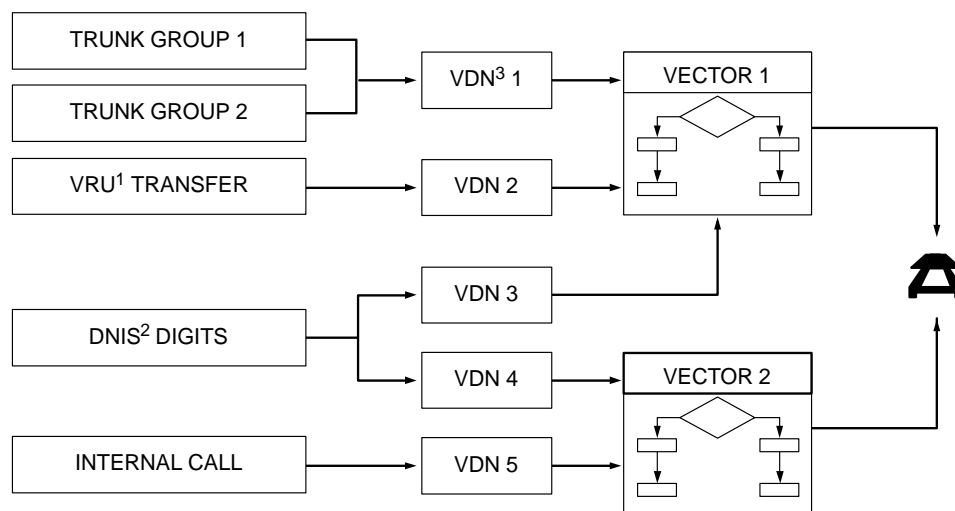 TRUNK GROUP 1
TRUNK GROUP 2
VRU¹ TRANSFER
DNIS² DIGITS
INTERNAL CALL
VDN³ 1
VDN 2
VDN 3
VDN 4
VDN 5
VECTOR 1
VECTOR 2